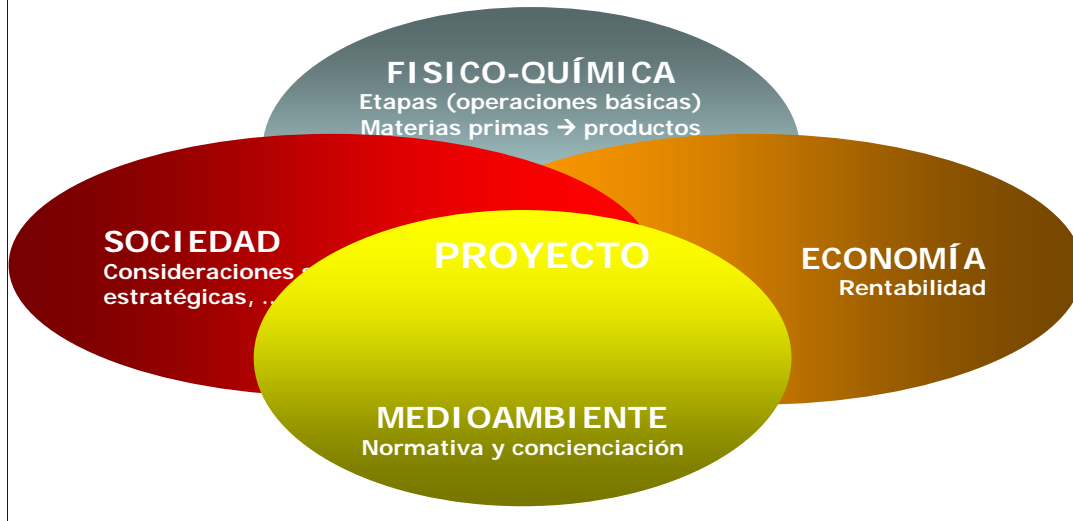 FISICO-QUÍMICA
Etapas (operaciones básicas)
Materias primas → productos
SOCIEDAD
Consideraciones
estratégicas, ..
PROYECTO
ECONOMÍA
Rentabilidad
MEDIOAMBIENTE
Normativa y concienciación